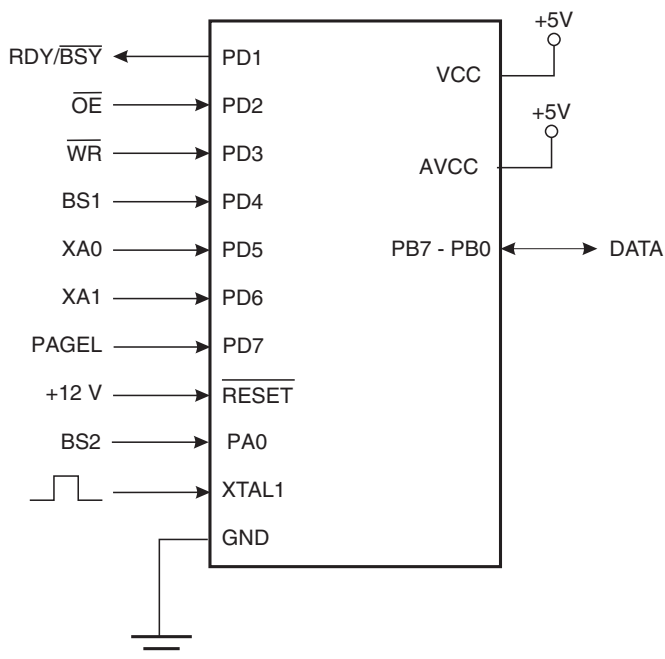 +5V
RDY/BSY PD1
VCC
OE PD2
+5V
WR PD3
AVCC
BS1 PD4
XA0 PD5 PB7 - PB0 DATA
XA1 PD6
PAGEL PD7
+12 V RESET
BS2 PA0
XTAL1
GND